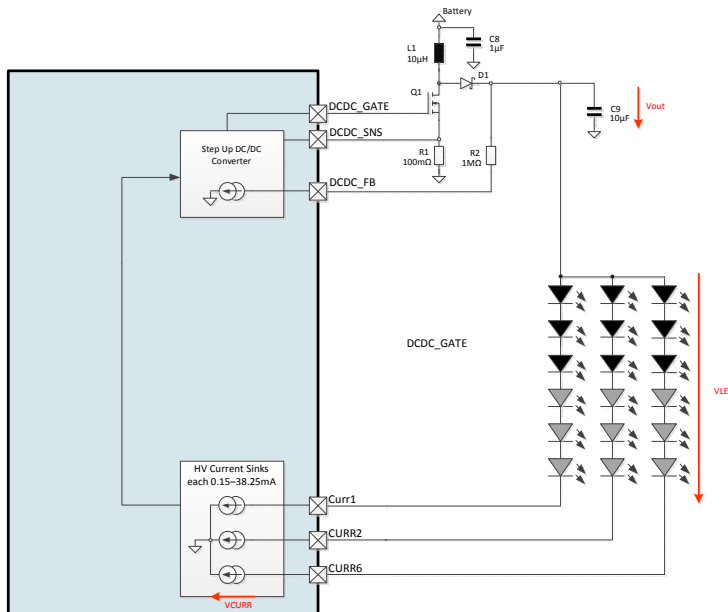 Battery
L1
10µH
C8
1µF
D1
Q1
DCDC_GATE
DCDC_SNS
Step Up DC/DC
Converter
R1
100mΩ
R2
1MΩ
C9
10µF
Vout
DCDC_FB
DCDC_GATE
VLE
HV Current Sinks
each 0.15–38.25mA
Curr1
CURR2
CURR6
VCURR